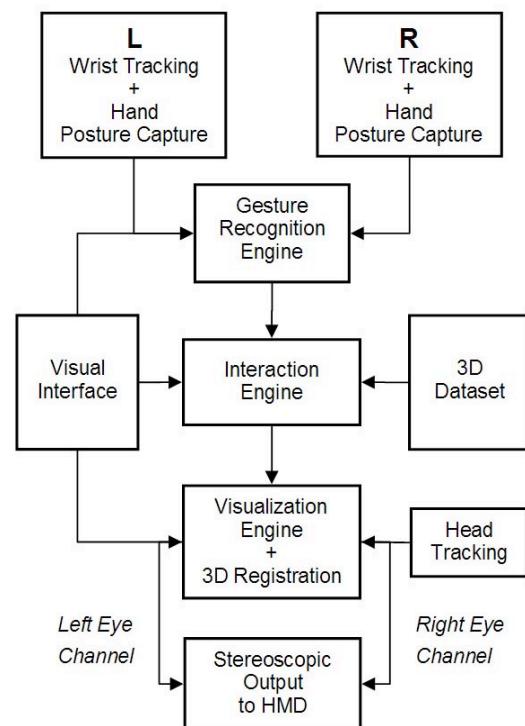 L
Wrist Tracking
+
Hand
Posture Capture
R
Wrist Tracking
+
Hand
Posture Capture
Gesture
Recognition
Engine
Visual
Interface
Interaction
Engine
3D
Dataset
Visualization
Engine
+
3D Registration
Head
Tracking
Left Eye
Channel
Right Eye
Channel
Stereoscopic
Output
to HMD